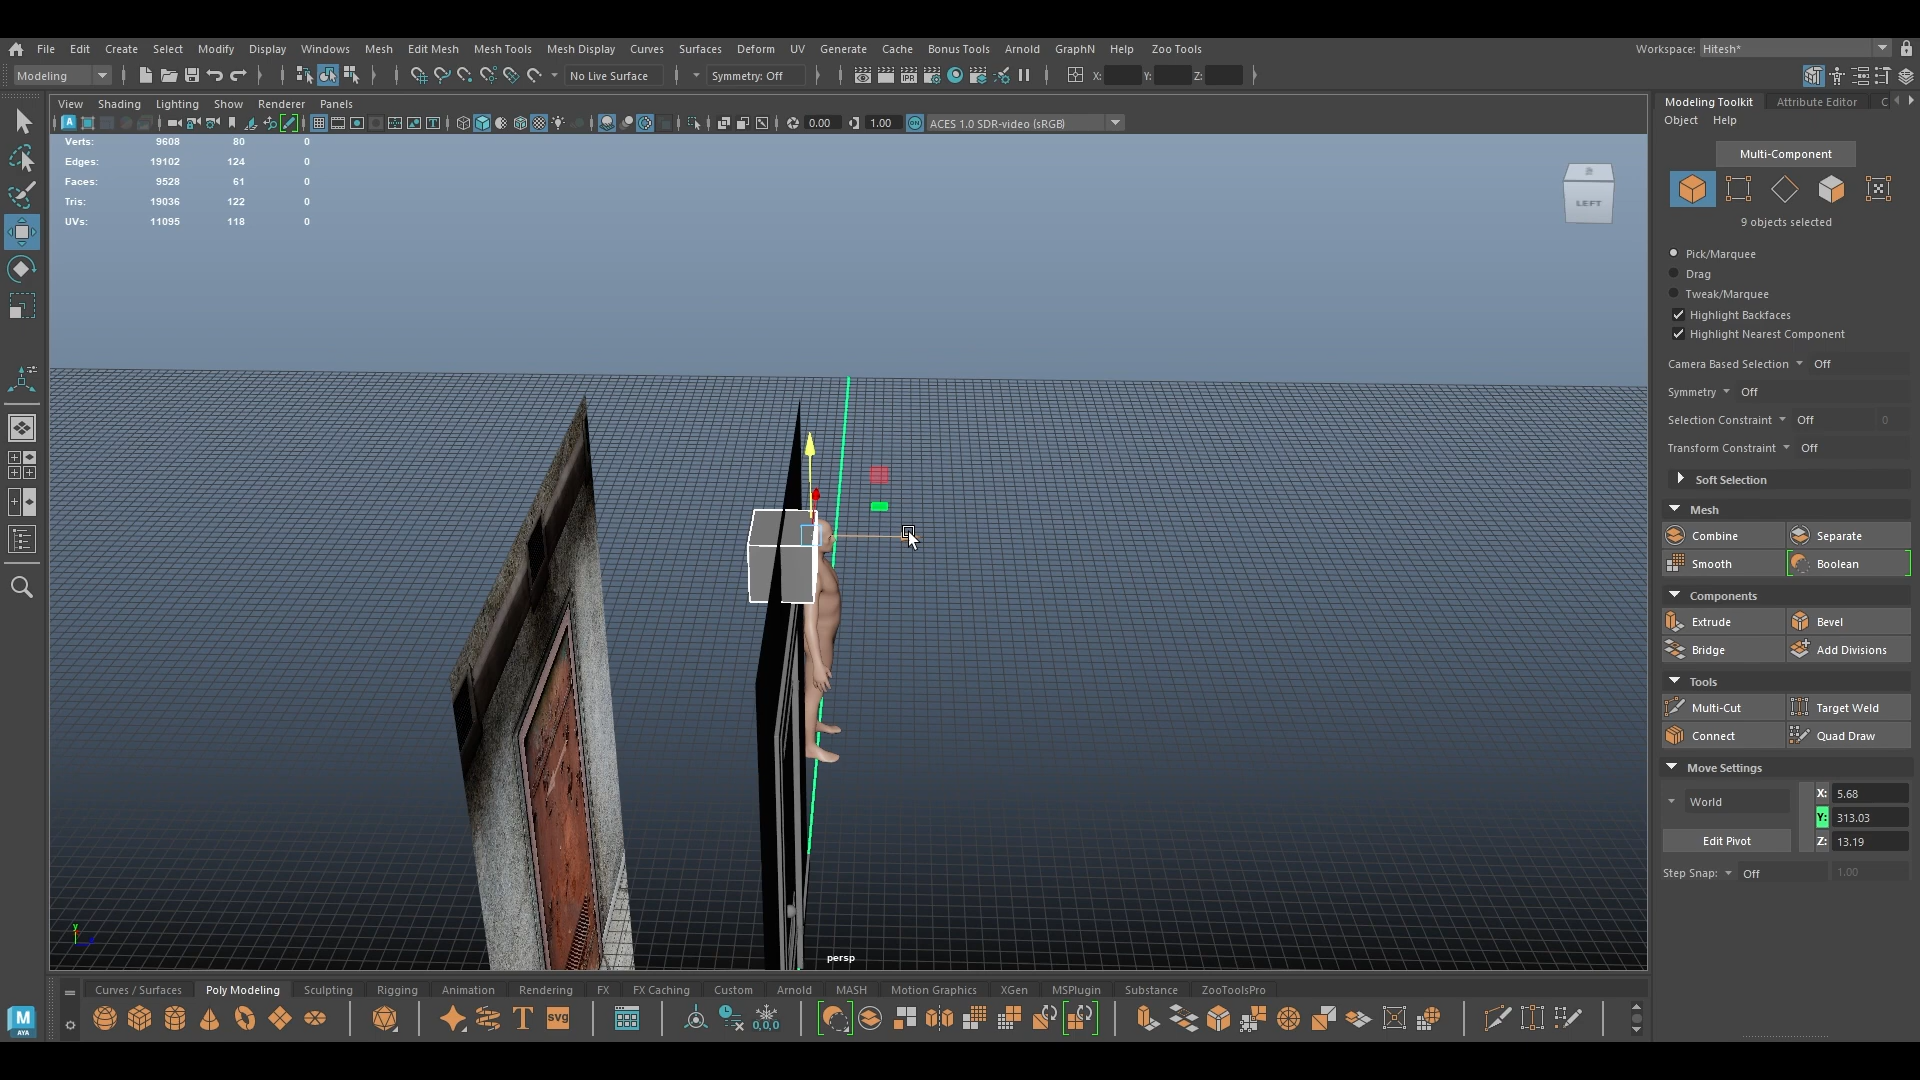 File Edit Create Select Modify Display Windows Mesh Edit Mesh Mesh Tools Mesh Display Curves Surfaces Deform UV Generate Cache Bonus Tools Arnold GraphN Help Zoo Tools Workspace: Hitesh*
Modeling No Live Surface Symmetry: Off IPR X: Y: Z:
View Shading Lighting Show Renderer Panels
0.00 1.00 ON ACES 1.0 SDR-video (sRGB)
Verts: 9608 80 0
Edges: 19102 124 0
Faces: 9528 61 0
Tris: 19036 122 0
UVs: 11095 118 0
LEFT
persp
Modeling Toolkit Attribute Editor C
Object Help
Multi-Component
9 objects selected
Pick/Marquee
Drag
Tweak/Marquee
Highlight Backfaces
Highlight Nearest Component
Camera Based Selection Off
Symmetry Off
Selection Constraint Off 0
Transform Constraint Off
Soft Selection
Mesh
Combine Separate
Smooth Boolean
Components
Extrude Bevel
Bridge Add Divisions
Tools
Multi-Cut Target Weld
Connect Quad Draw
Move Settings
World X: 5.68
Y: 313.03
Edit Pivot Z: 13.19
Step Snap: Off 1.00
Curves / Surfaces Poly Modeling Sculpting Rigging Animation Rendering FX FX Caching Custom Arnold MASH Motion Graphics XGen MSPlugin Substance ZooToolsPro
T svg 0,0,0
M
AYA